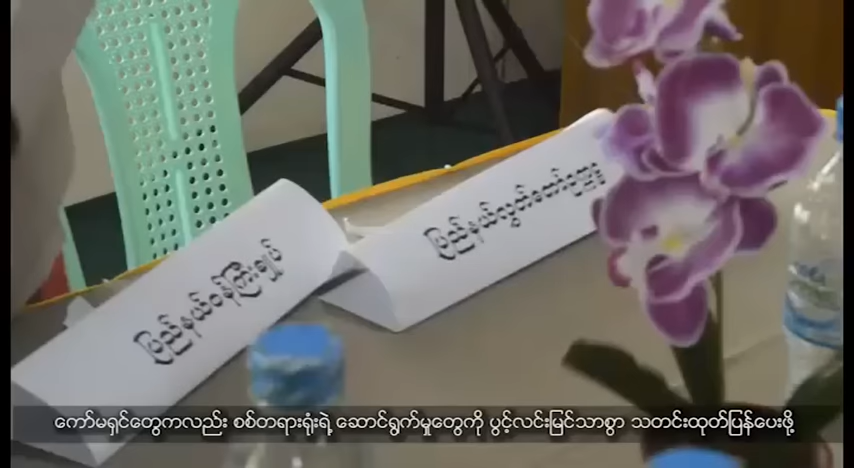 ပြည်နယ်ဝန်ကြီးချုပ်
ပြည်နယ်လွှတ်တော်ဥက္ကဋ္ဌ
ကော်မရှင်တွေကလည်း စစ်တရားရုံးရဲ့ ဆောင်ရွက်မှုတွေကို ပွင့်လင်းမြင်သာစွာ သတင်းထုတ်ပြန်ပေးဖို့